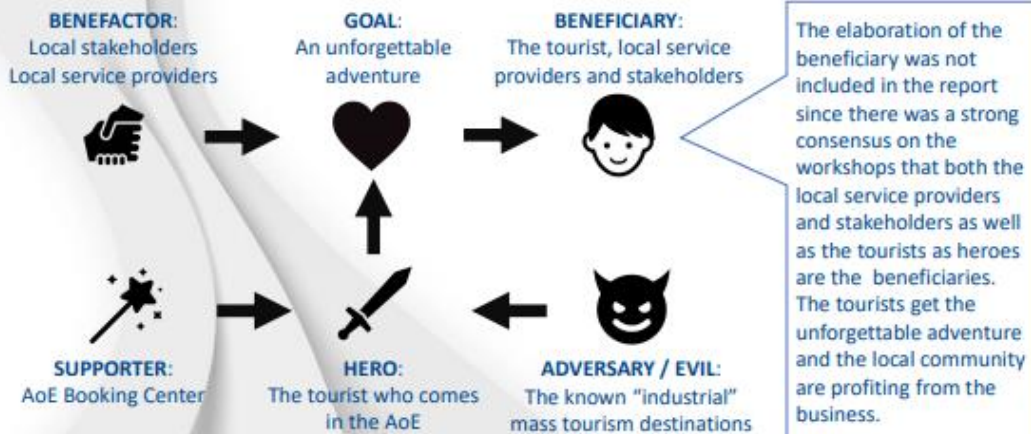 BENEFACTOR:
Local stakeholders
Local service providers
GOAL:
An unforgettable
adventure
BENEFICIARY:
The tourist, local service
providers and stakeholders
SUPPORTER:
AoE Booking Center
HERO:
The tourist who comes
in the AoE
ADVERSARY / EVIL:
The known “industrial”
mass tourism destinations
The elaboration of the
beneficiary was not
included in the report
since there was a strong
consensus on the
workshops that both the
local service providers
and stakeholders as well
as the tourists as heroes
are the beneficiaries.
The tourists get the
unforgettable adventure
and the local community
are profiting from the
business.